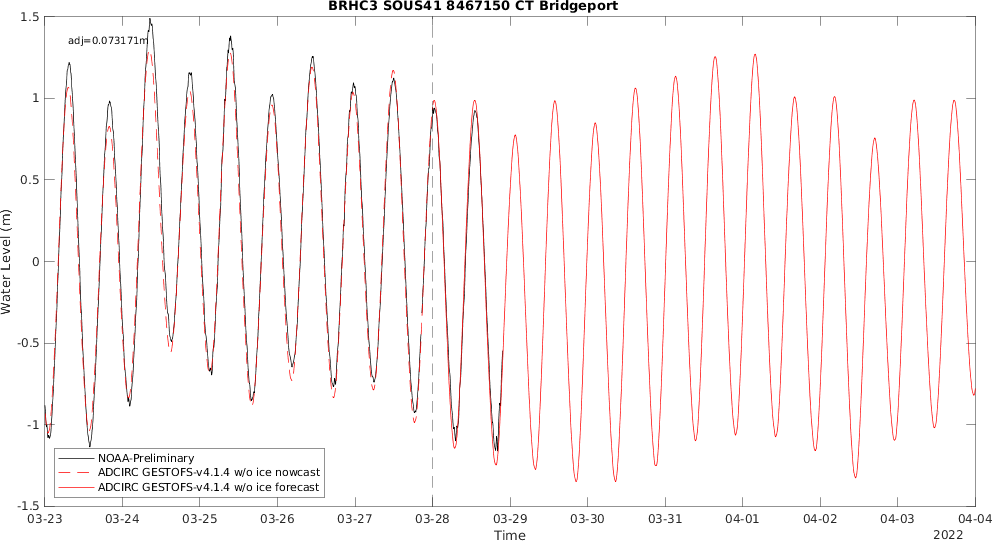 BRHC3 SOUS41 8467150 CT Bridgeport
adj=0.073171m
1.5
1
0.5
0
-0.5
-1
-1.5
Water Level (m)
NOAA-Preliminary
ADCIRC GESTOFS-v4.1.4 w/o ice nowcast
ADCIRC GESTOFS-v4.1.4 w/o ice forecast
03-23 03-24 03-25 03-26 03-27 03-28 03-29 03-30 03-31 04-01 04-02 04-03 04-04
Time
2022